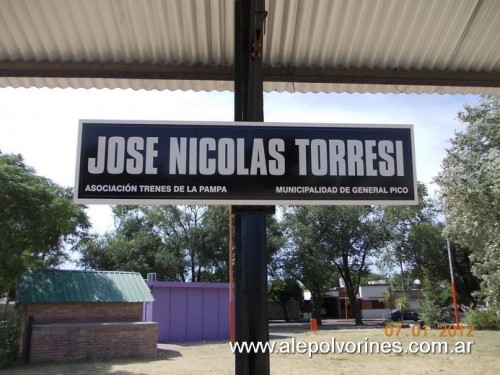 JOSE NICOLAS TORRESI
ASOCIACIÓN TRENES DE LA PAMPA MUNICIPALIDAD DE GENERAL PICO
07.01.2012
www.alepolvorines.com.ar